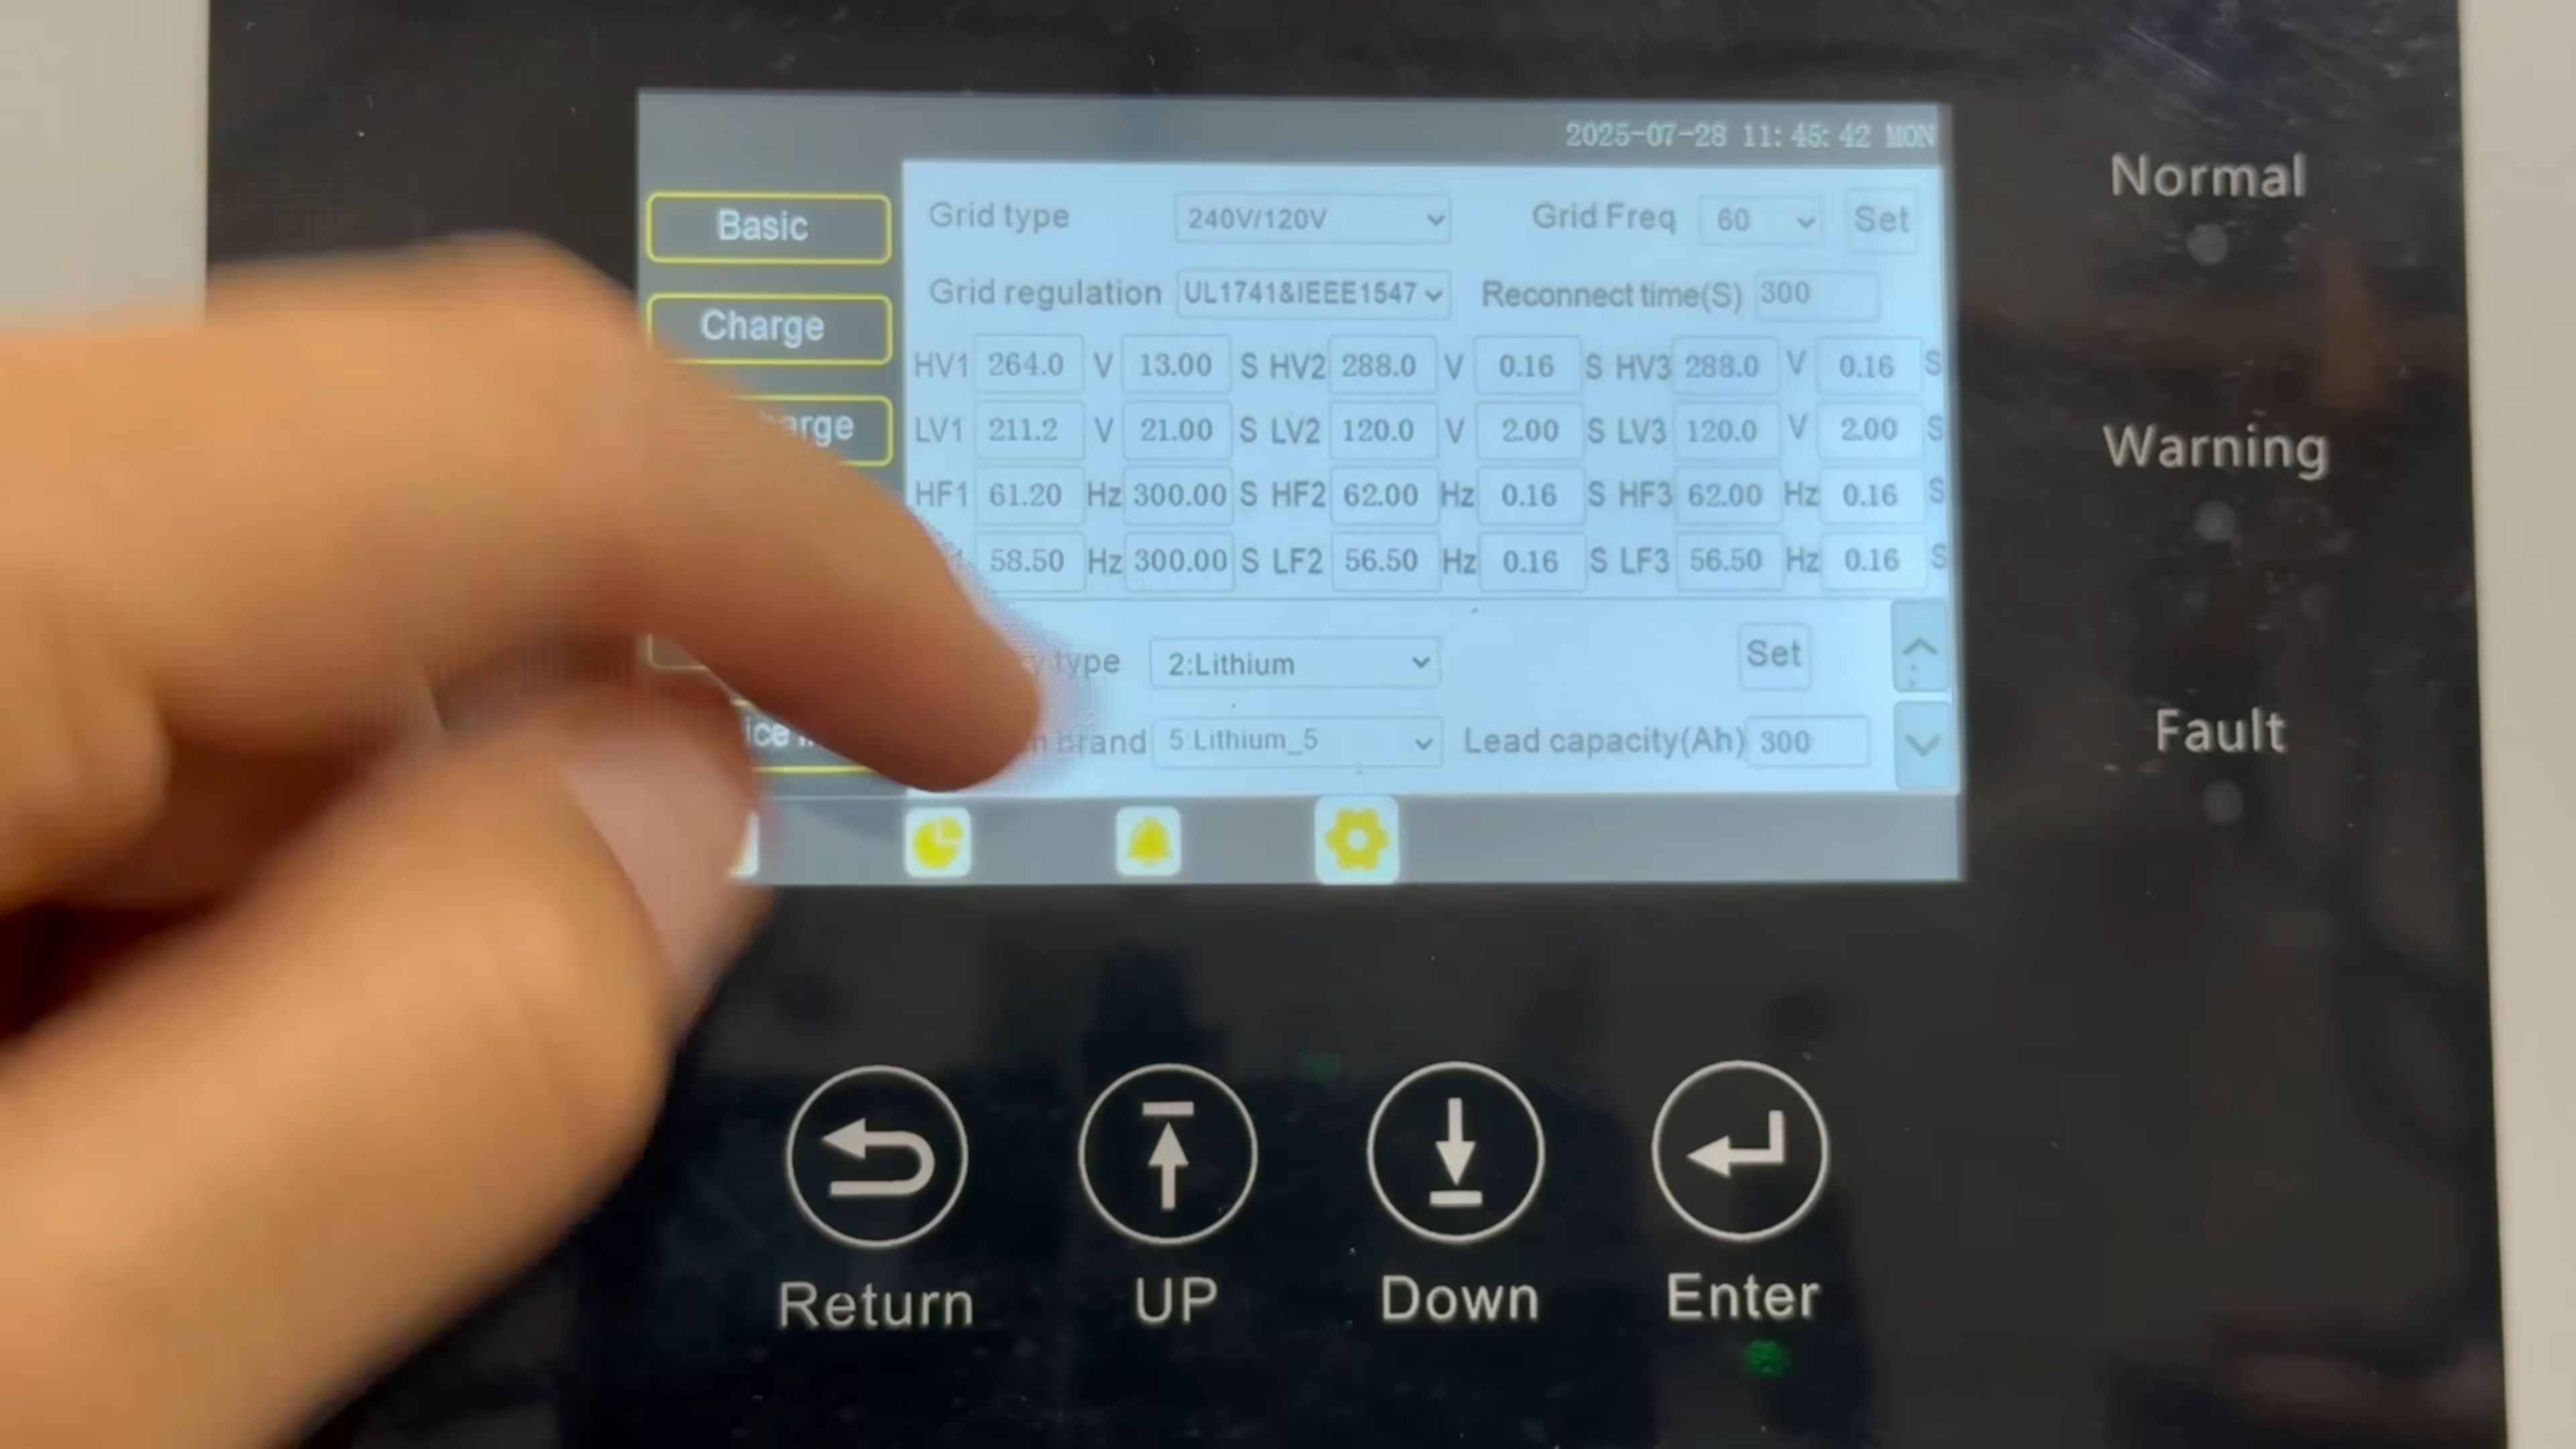 2025-07-28 11:45:42 MON
Basic
Charge
arge
Grid type 240V/120V Grid Freq 60 Set
Grid regulation UL1741&IEEE1547 Reconnect time(S) 300
HV1 264.0 V 13.00 S HV2 288.0 V 0.16 S HV3 288.0 V 0.16 S
LV1 211.2 V 21.00 S LV2 120.0 V 2.00 S LV3 120.0 V 2.00 S
HF1 61.20 Hz 300.00 S HF2 62.00 Hz 0.16 S HF3 62.00 Hz 0.16 S
58.50 Hz 300.00 S LF2 56.50 Hz 0.16 S LF3 56.50 Hz 0.16 S
type 2:Lithium Set
brand 5:Lithium_5 Lead capacity(Ah) 300
Normal
Warning
Fault
Return UP Down Enter